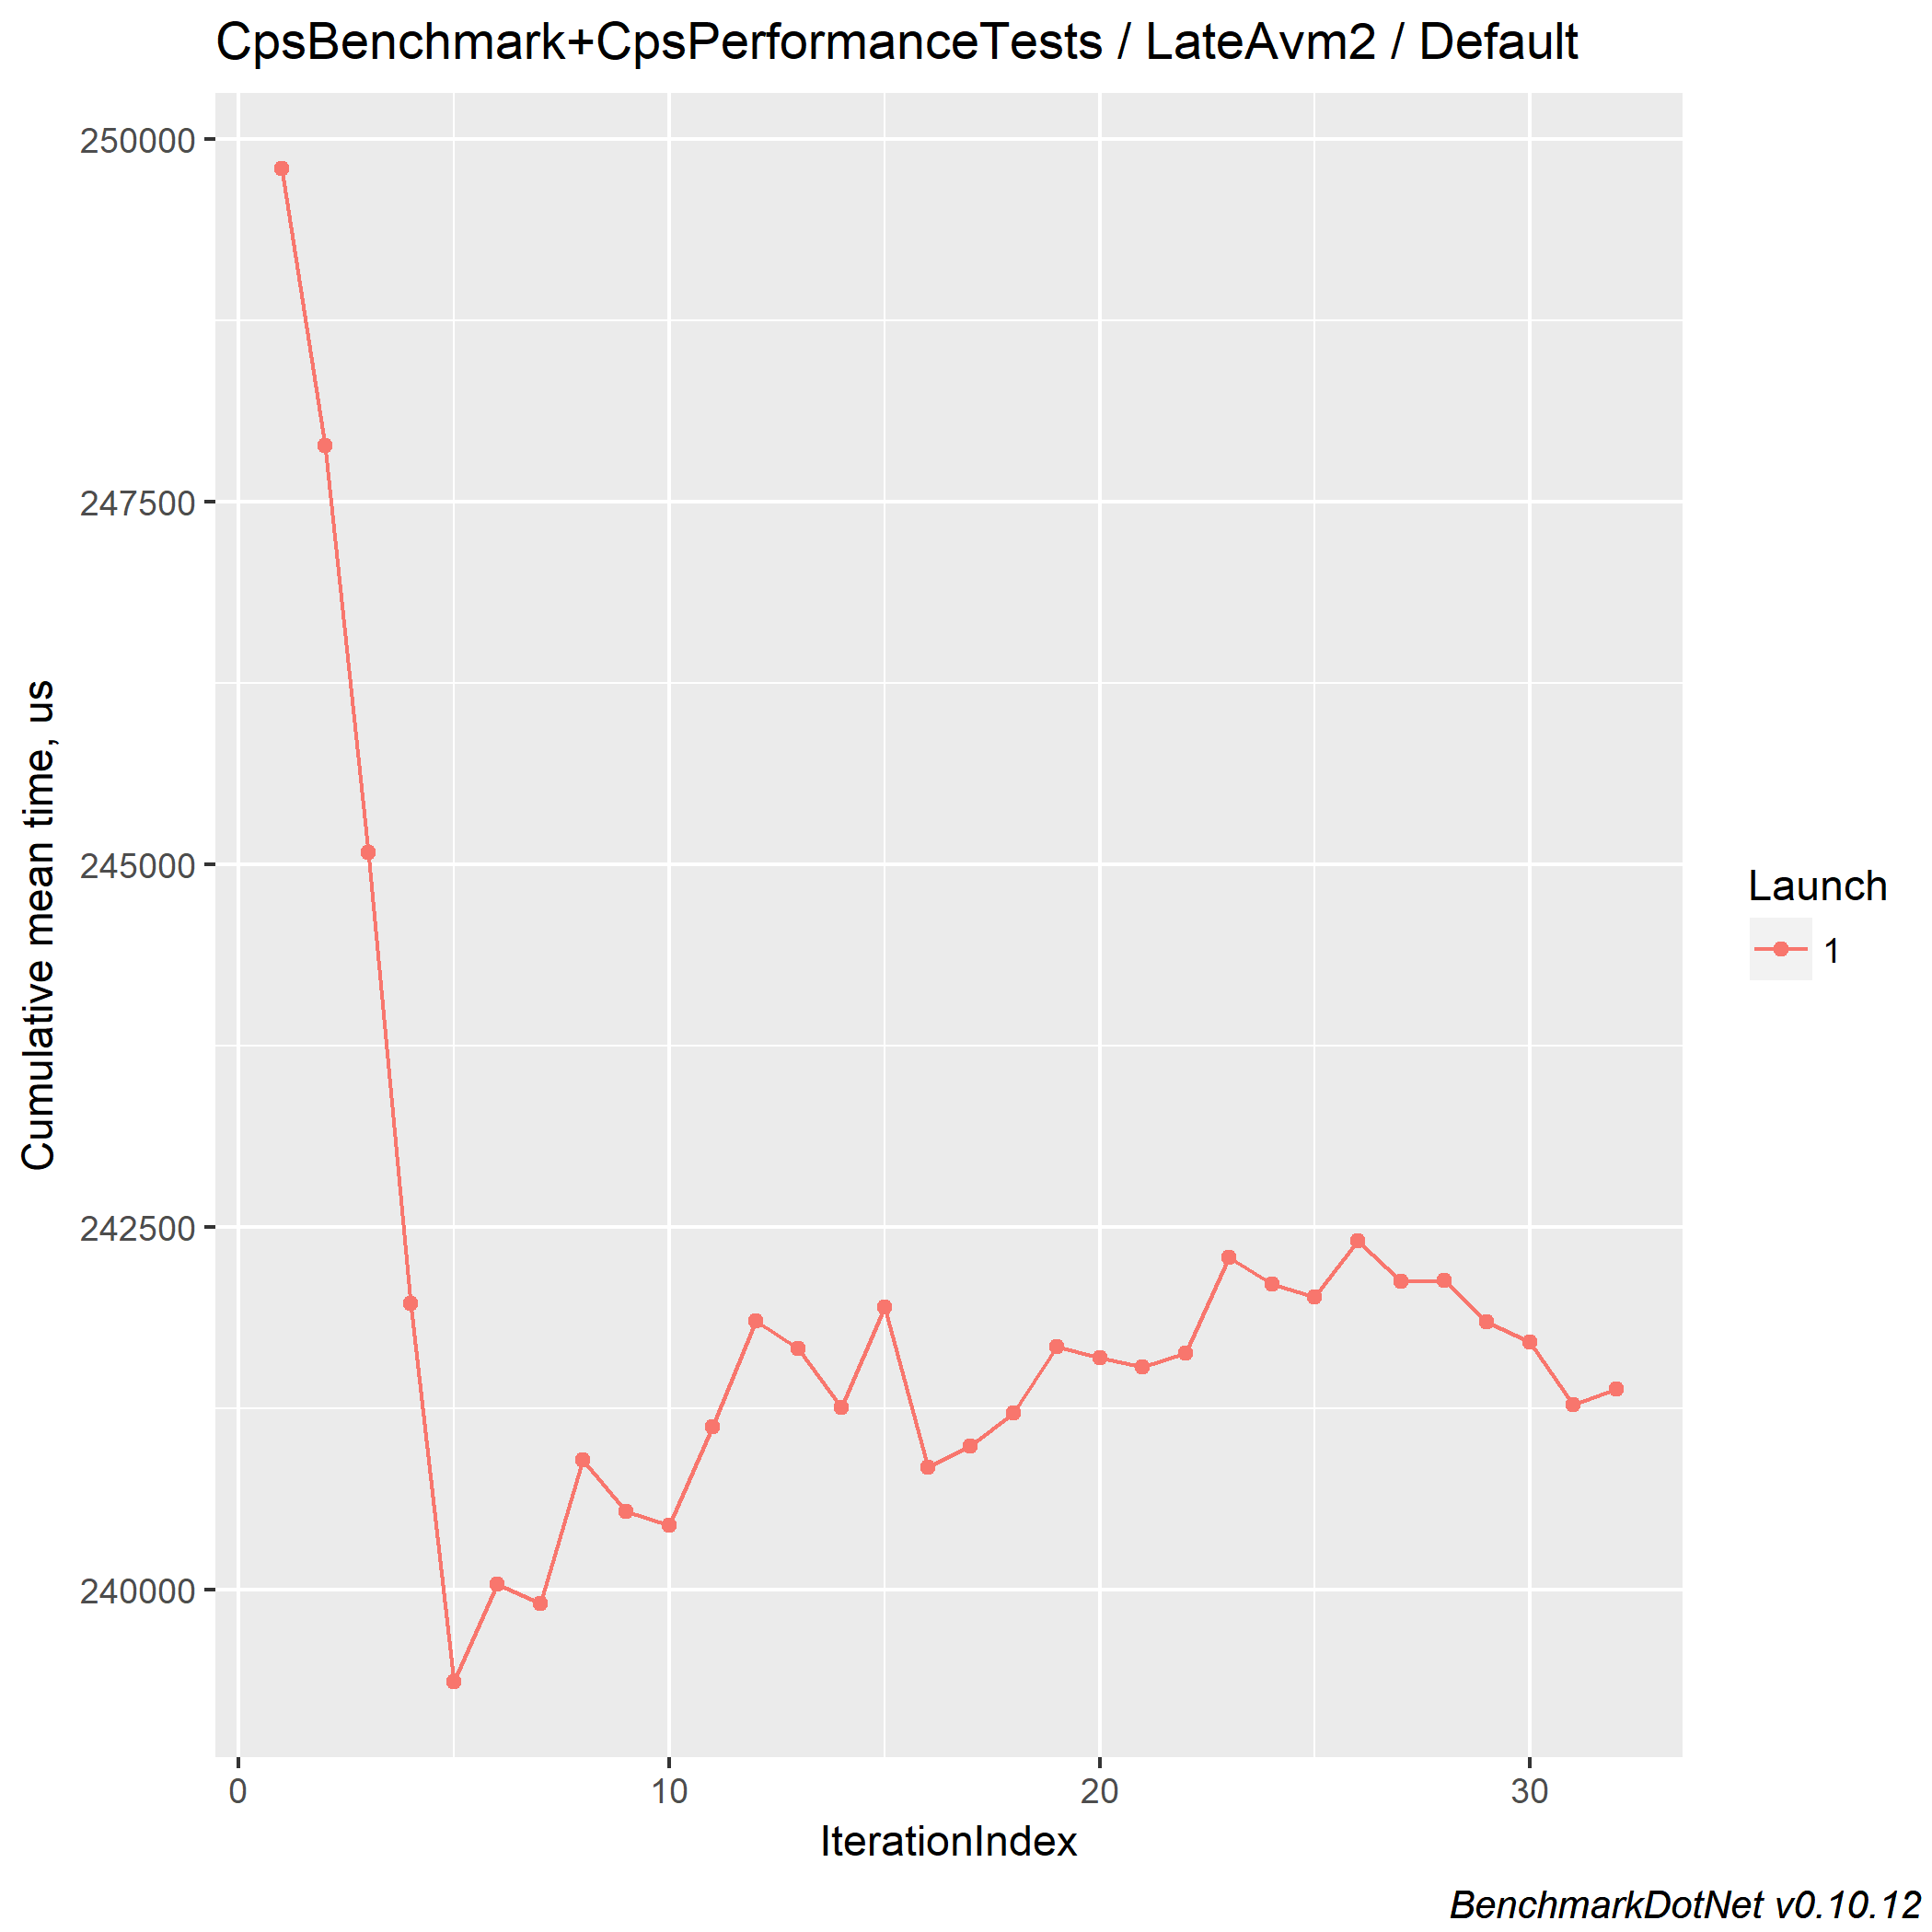 CpsBenchmark+CpsPerformanceTests / LateAvm2 / Default
250000
247500
245000
242500
240000
Cumulative mean time, us
0 10 20 30
IterationIndex
Launch
1
BenchmarkDotNet v0.10.12